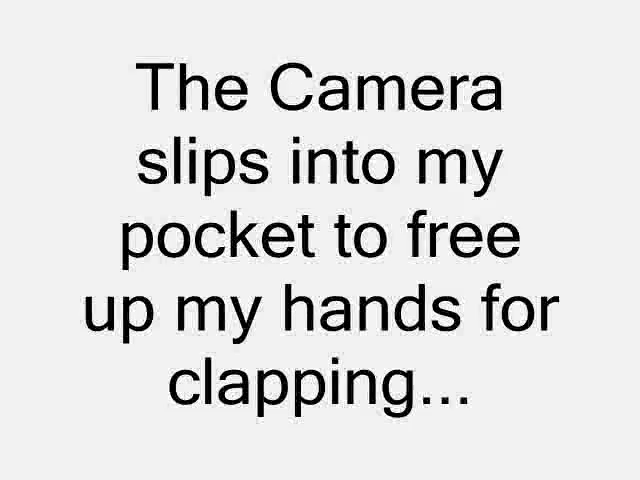 The Camera
slips into my
pocket to free
up my hands for
clapping...